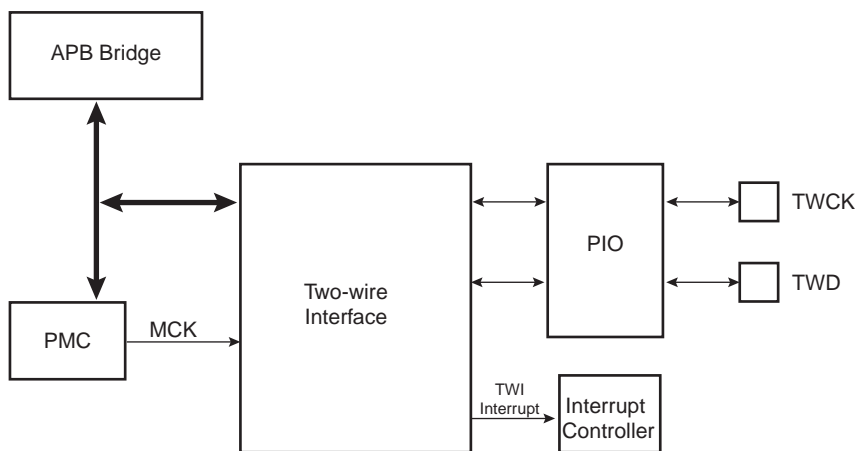 APB Bridge
TWCK
PIO
Two-wire
Interface
TWD
PMC
MCK
TWI
Interrupt
Interrupt
Controller